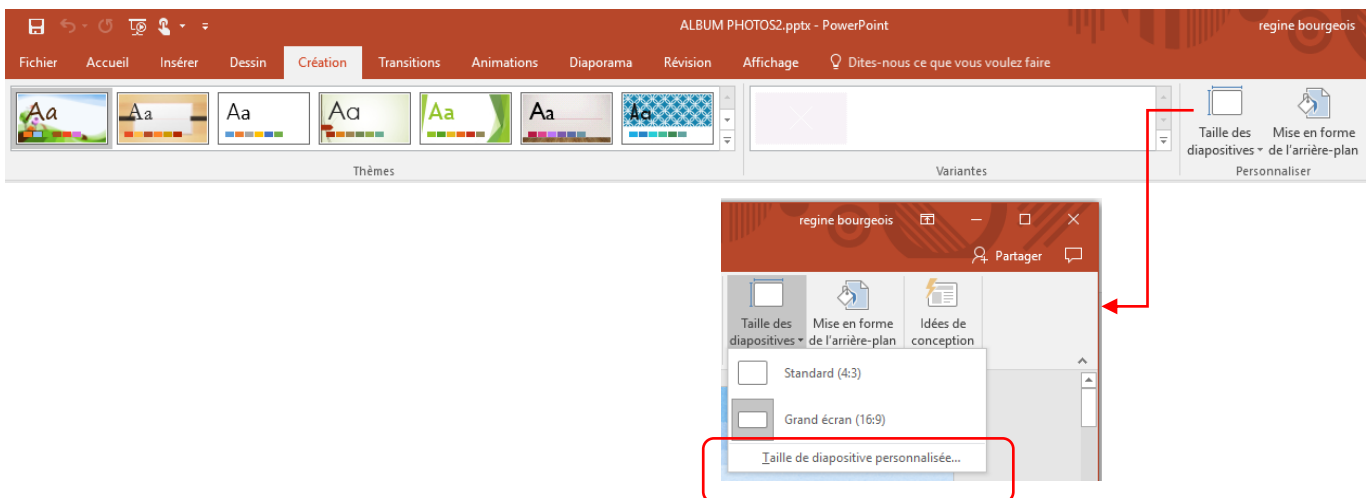 ALBUM PHOTOS2.pptx - PowerPoint
regine bourgeois
Fichier Accueil Insérer Dessin Création Transitions Animations Diaporama Révision Affichage Dites-nous ce que vous voulez faire
Aa Aa Aa Aa Aa Aa Aa
Taille des
diapositives
Mise en forme
de l'arrière-plan
Thèmes
Variantes
Personnaliser
regine bourgeois
Partager
Taille des
diapositives
Mise en forme
de l'arrière-plan
Idées de
conception
Standard (4:3)
Grand écran (16:9)
Taille de diapositive personnalisée...